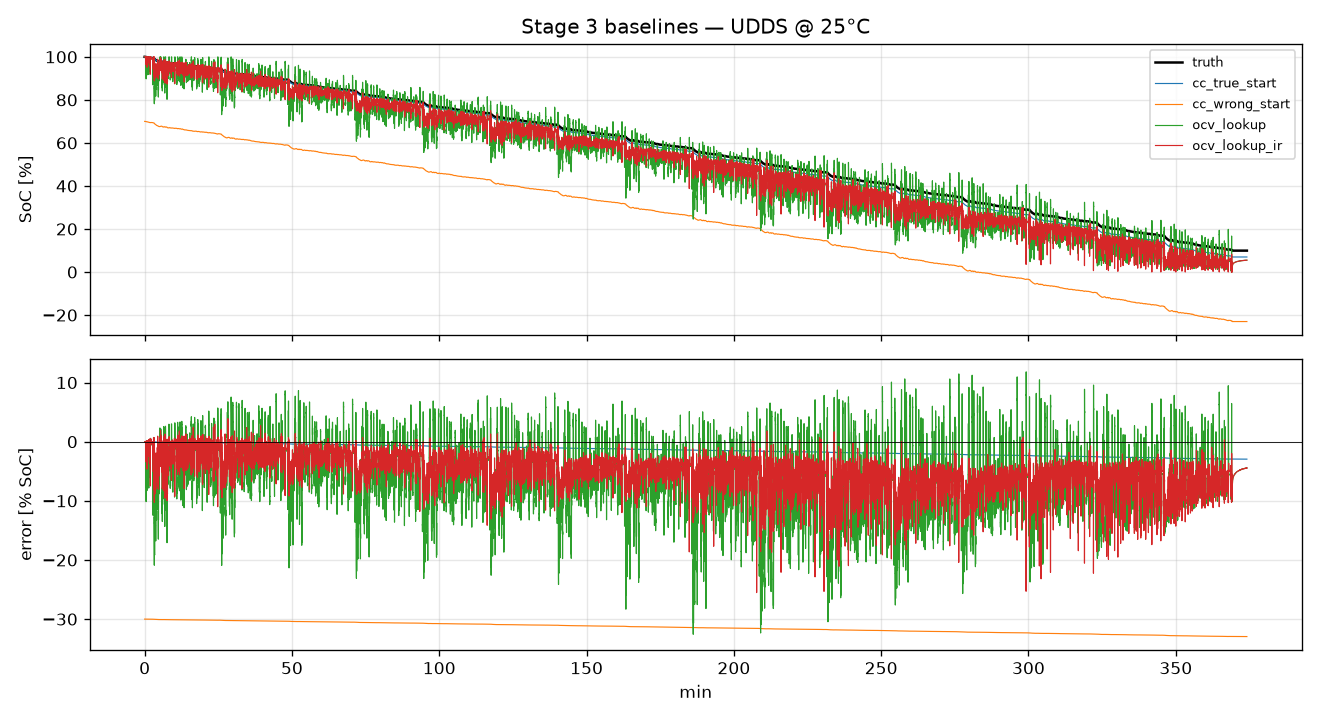 Stage 3 baselines — UDDS @ 25°C
SoC [%]
100
80
60
40
20
0
−20
truth
cc_true_start
cc_wrong_start
ocv_lookup
ocv_lookup_ir
error [% SoC]
10
0
−10
−20
−30
0 50 100 150 200 250 300 350
min